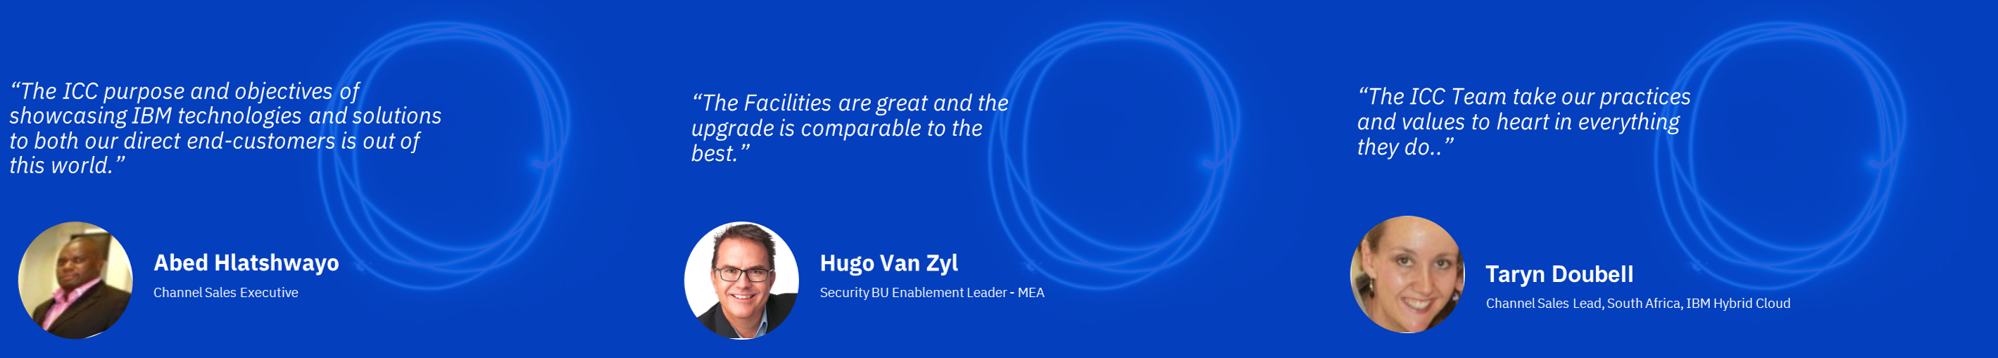 “The ICC purpose and objectives of
showcasing IBM technologies and solutions
to both our direct end-customers is out of
this world.”
Abed Hlatshwayo
Channel Sales Executive
“The Facilities are great and the
upgrade is comparable to the
best.”
Hugo Van Zyl
Security BU Enablement Leader - MEA
“The ICC Team take our practices
and values to heart in everything
they do..”
Taryn Doubell
Channel Sales Lead, South Africa, IBM Hybrid Cloud